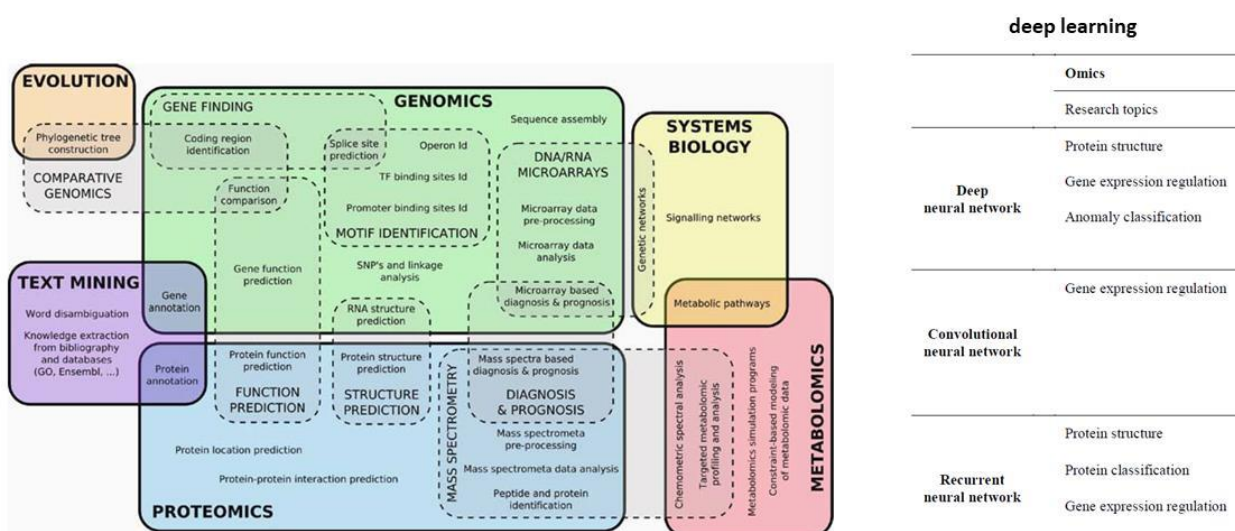 deep learning
EVOLUTION
Phylogenetic tree
construction
COMPARATIVE
GENOMICS
GENE FINDING
Coding region
identification
Function
comparison
GENOMICS
Splice site
prediction
Sequence assembly
Operon Id
TF binding sites Id
Promoter binding sites Id
MOTIF IDENTIFICATION
DNA/RNA
MICROARRAYS
Microarray data
pre-processing
Microarray data
analysis
Microarray based
diagnosis & prognosis
Gene function
prediction
SNP's and linkage
analysis
RNA structure
prediction
Genetic networks
SYSTEMS
BIOLOGY
Signalling networks
Metabolic pathways
TEXT MINING
Word disambiguation
Knowledge extraction
from bibliography
and databases
(GO, Ensembl, ...)
Gene
annotation
Protein
annotation
Protein function
prediction
FUNCTION
PREDICTION
Protein structure
prediction
STRUCTURE
PREDICTION
MASS SPECTROMETRY
Mass spectra based
diagnosis & prognosis
DIAGNOSIS
& PROGNOSIS
Mass spectrometa
pre-processing
Mass spectrometa data analysis
Peptide and protein
identification
Protein location prediction
Protein-protein interaction prediction
PROTEOMICS
Chemometric spectral analysis
Targeted metabolomic
profiling and analysis
Metabolomics simulation programs
Constraint-based modeling
of metabolomic data
METABOLOMICS
Omics
Research topics
Deep
neural network
Protein structure
Gene expression regulation
Anomaly classification
Convolutional
neural network
Gene expression regulation
Recurrent
neural network
Protein structure
Protein classification
Gene expression regulation